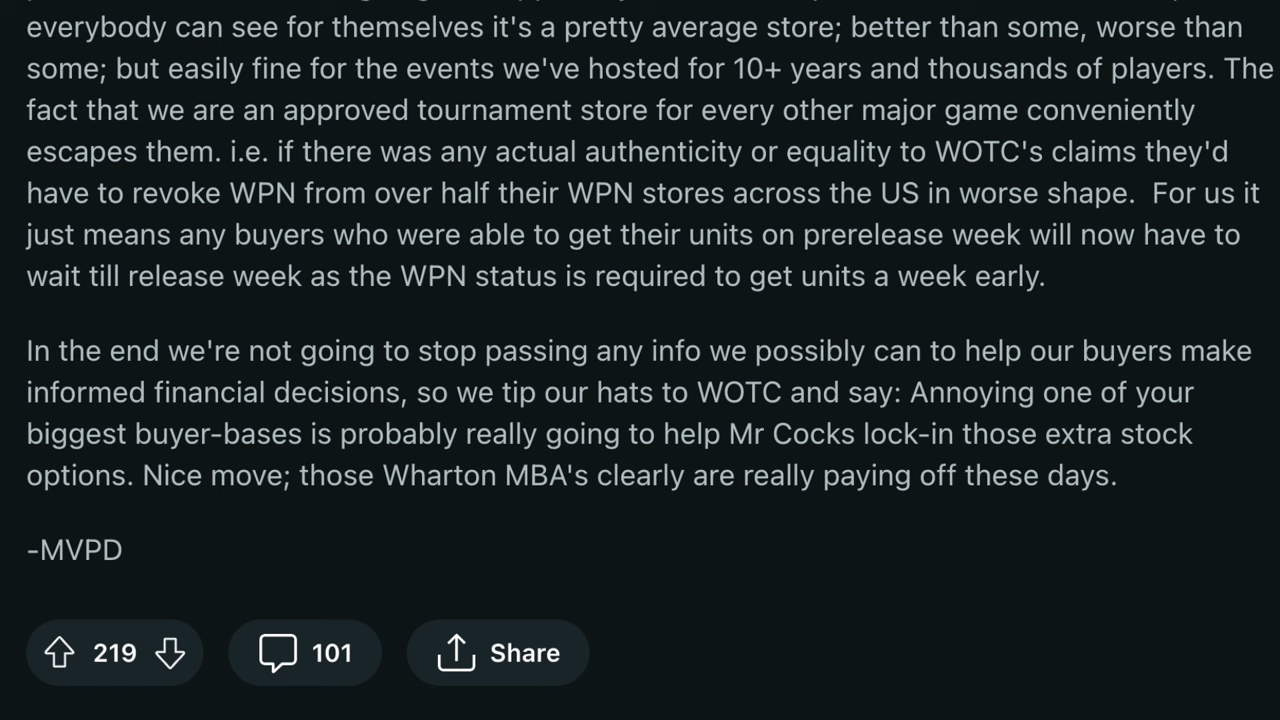 everybody can see for themselves it's a pretty average store; better than some, worse than
some; but easily fine for the events we've hosted for 10+ years and thousands of players. The
fact that we are an approved tournament store for every other major game conveniently
escapes them. i.e. if there was any actual authenticity or equality to WOTC's claims they'd
have to revoke WPN from over half their WPN stores across the US in worse shape.  For us it
just means any buyers who were able to get their units on prerelease week will now have to
wait till release week as the WPN status is required to get units a week early.
In the end we're not going to stop passing any info we possibly can to help our buyers make
informed financial decisions, so we tip our hats to WOTC and say: Annoying one of your
biggest buyer-bases is probably really going to help Mr Cocks lock-in those extra stock
options. Nice move; those Wharton MBA's clearly are really paying off these days.
-MVPD
219
101
Share